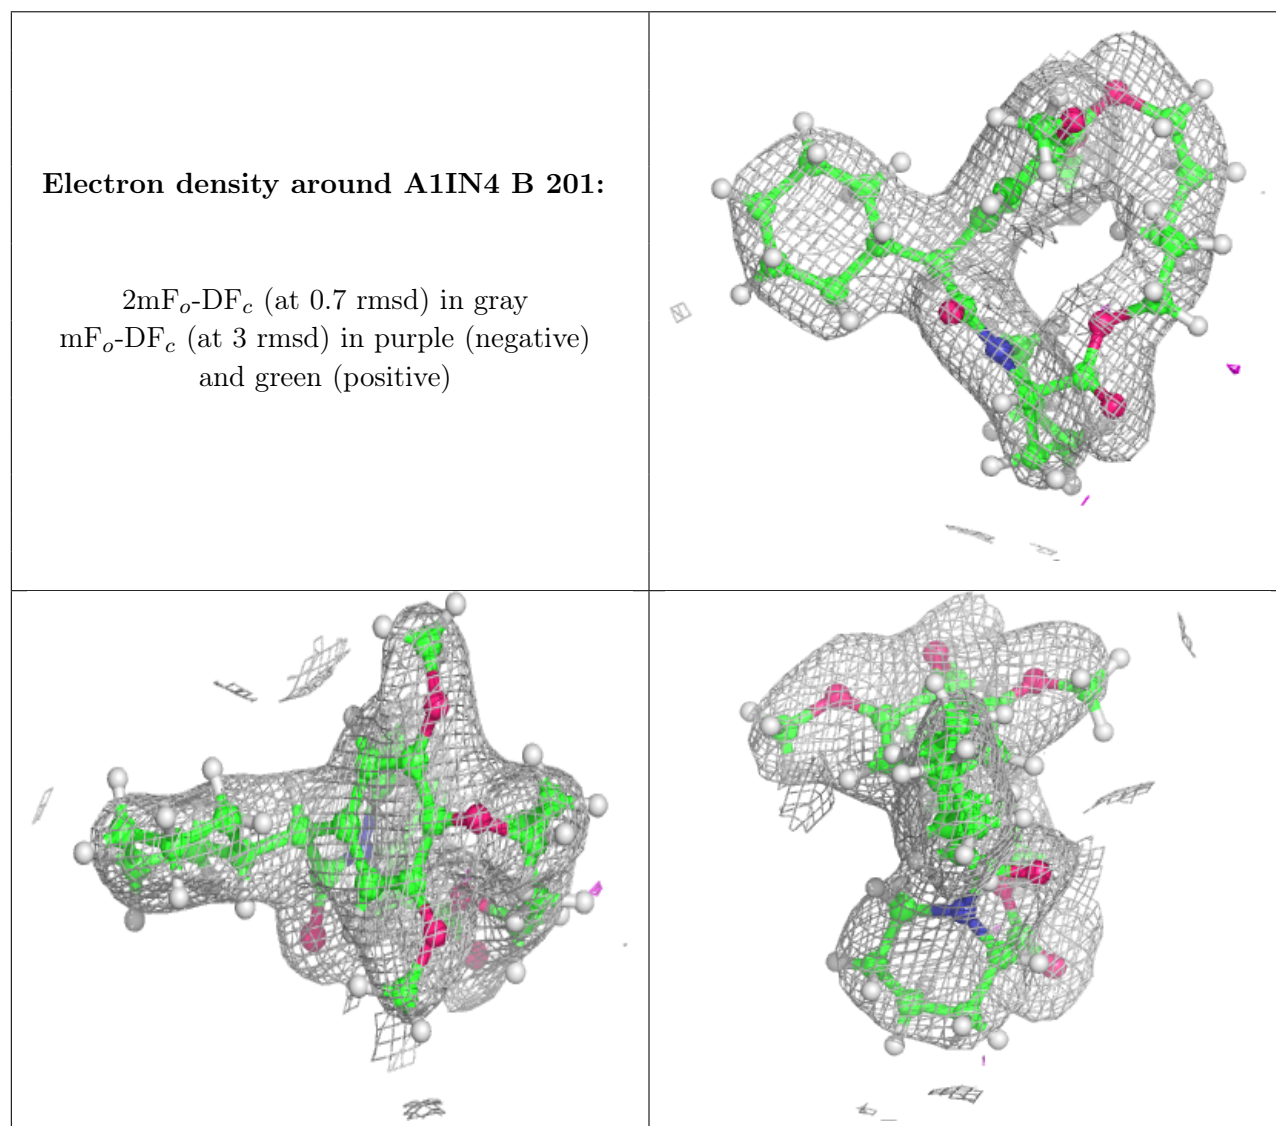 Electron density around A1IN4 B 201:
2mFo-DFc (at 0.7 rmsd) in gray
mFo-DFc (at 3 rmsd) in purple (negative)
and green (positive)